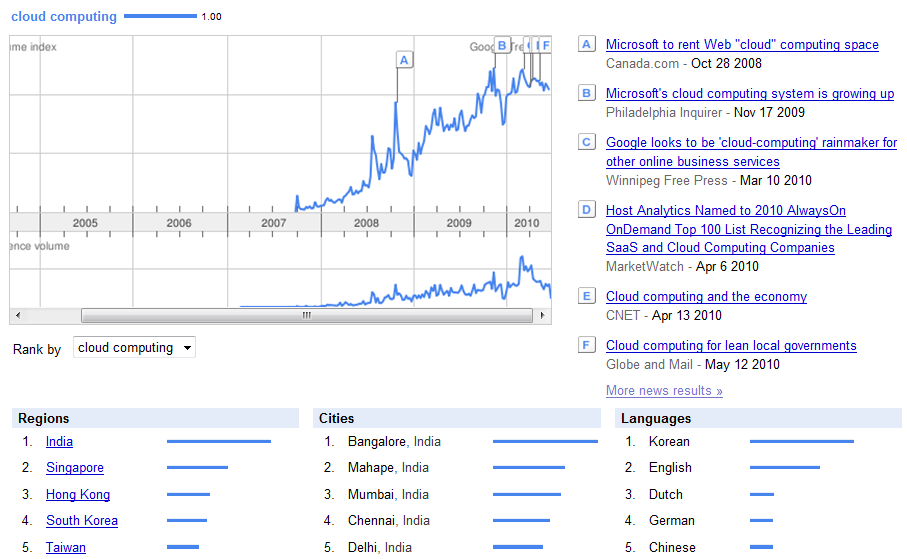 cloud computing 1.00
me index
Goog Tre
A
B
F
2005 2006 2007 2008 2009 2010
ence volume
Rank by cloud computing
A Microsoft to rent Web "cloud" computing space
Canada.com - Oct 28 2008
B Microsoft's cloud computing system is growing up
Philadelphia Inquirer - Nov 17 2009
C Google looks to be 'cloud-computing' rainmaker for
other online business services
Winnipeg Free Press - Mar 10 2010
D Host Analytics Named to 2010 AlwaysOn
OnDemand Top 100 List Recognizing the Leading
SaaS and Cloud Computing Companies
MarketWatch - Apr 6 2010
E Cloud computing and the economy
CNET - Apr 13 2010
F Cloud computing for lean local governments
Globe and Mail - May 12 2010
More news results »
Regions
1. India
2. Singapore
3. Hong Kong
4. South Korea
5. Taiwan
Cities
1. Bangalore, India
2. Mahape, India
3. Mumbai, India
4. Chennai, India
5. Delhi, India
Languages
1. Korean
2. English
3. Dutch
4. German
5. Chinese